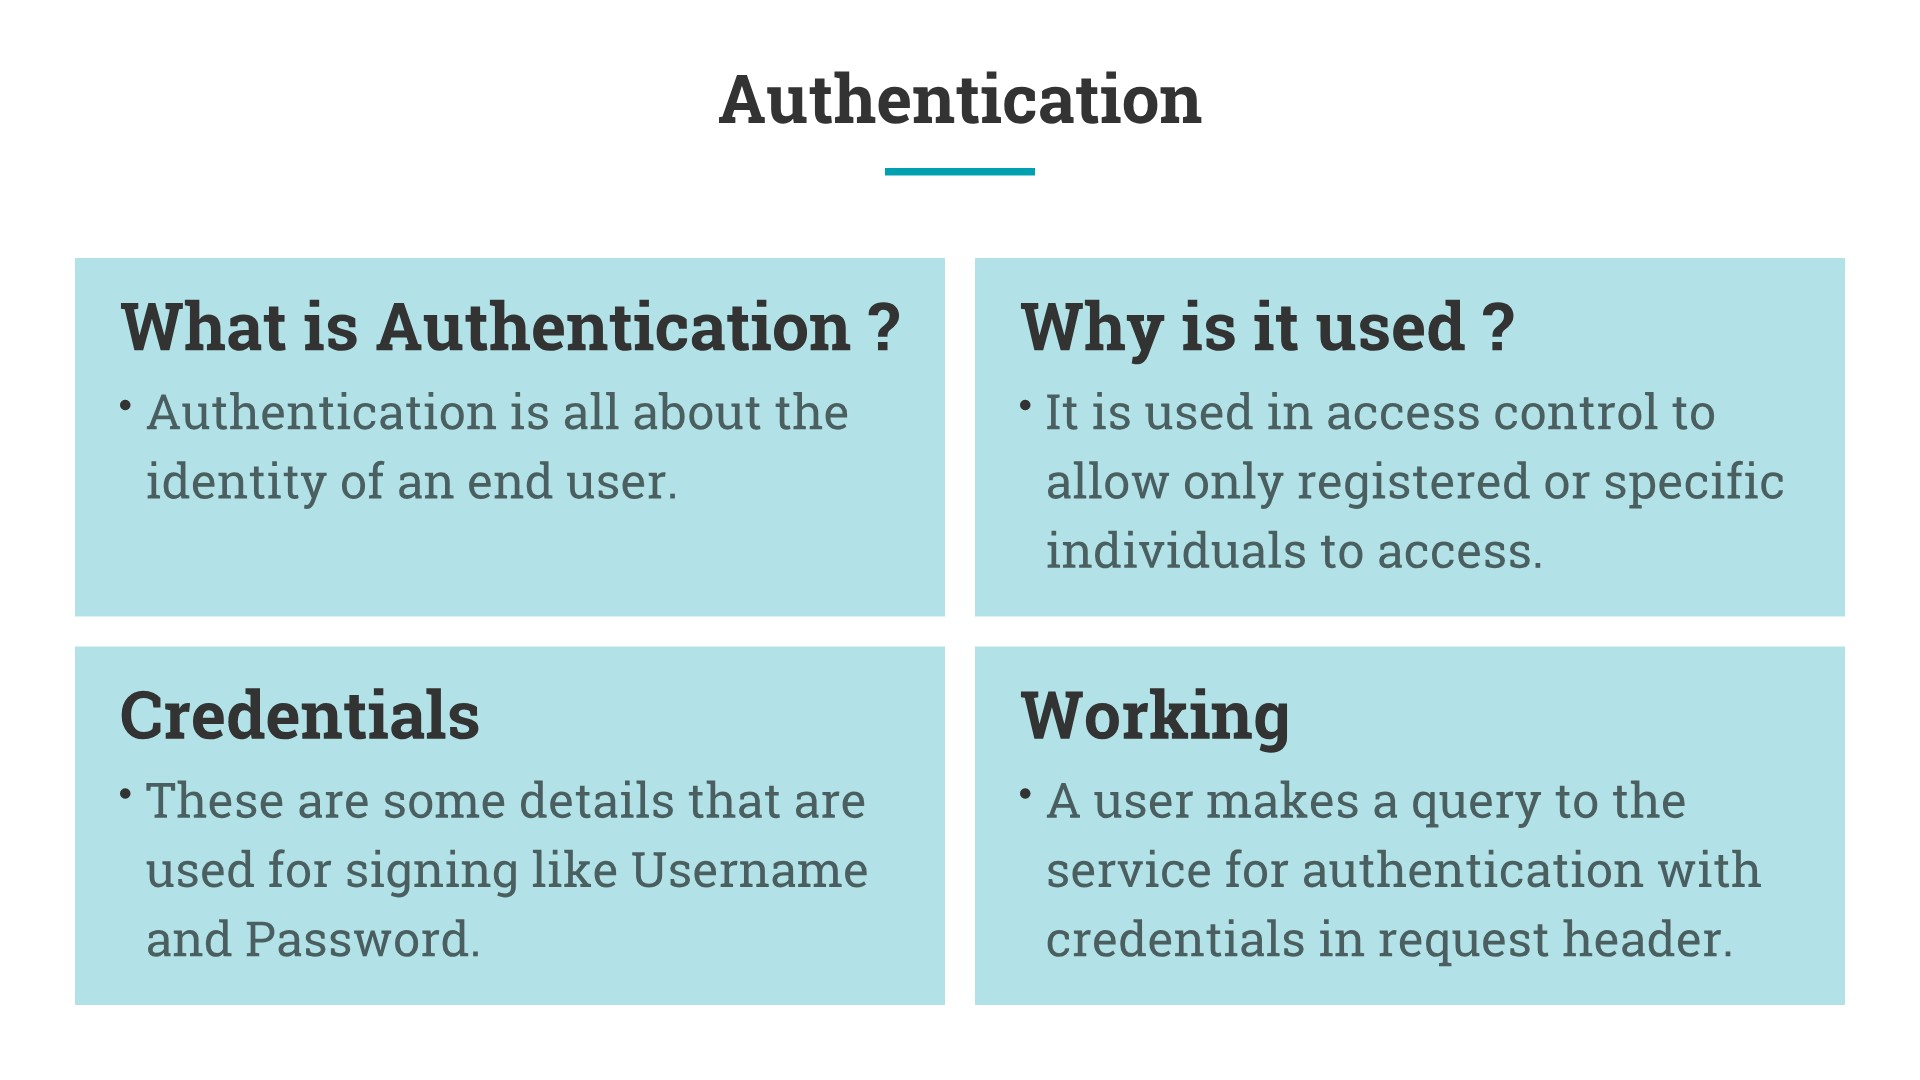 Authentication
What is Authentication ?
• Authentication is all about the
identity of an end user.
Why is it used ?
• It is used in access control to
allow only registered or specific
individuals to access.
Credentials
• These are some details that are
used for signing like Username
and Password.
Working
• A user makes a query to the
service for authentication with
credentials in request header.